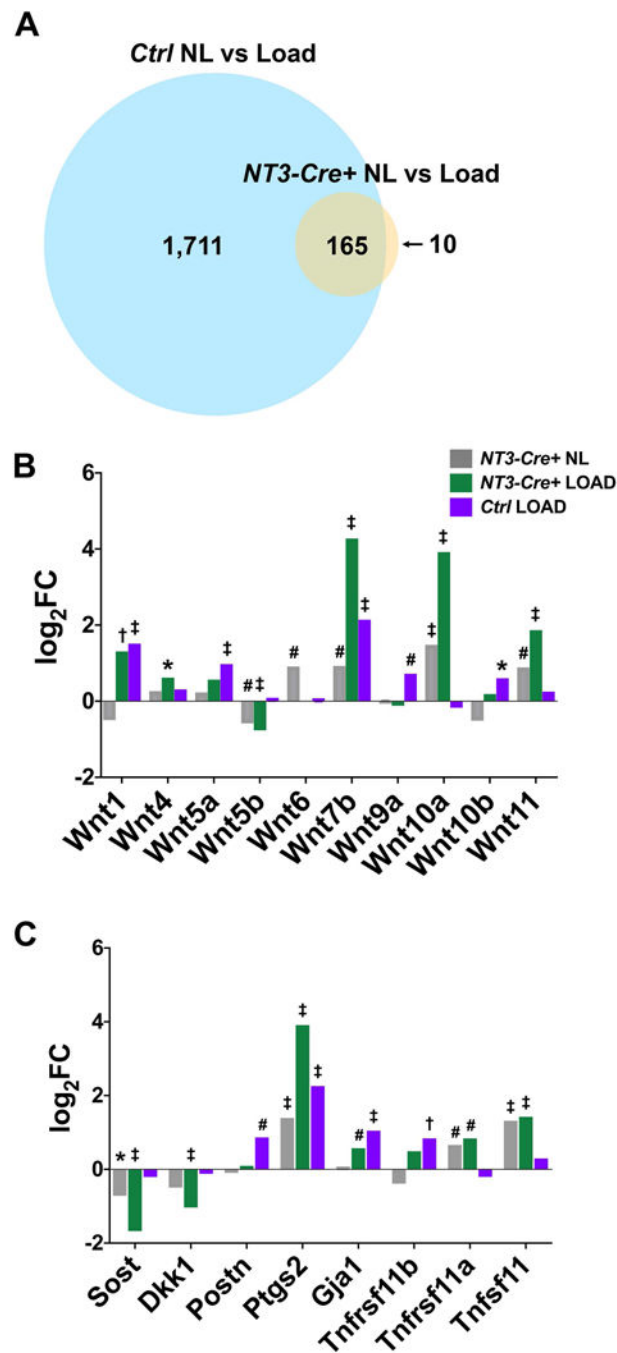 A
Ctrl NL vs Load
NT3-Cre+ NL vs Load
1,711
165
←10
B
NT3-Cre+ NL
NT3-Cre+ LOAD
Ctrl LOAD
log2FC
6
4
2
0
-2
† ‡
*
‡
# ‡
#
# ‡ ‡
#
‡ ‡
*
# ‡
Wnt1
Wnt4
Wnt5a
Wnt5b
Wnt6
Wnt7b
Wnt9a
Wnt10a
Wnt10b
Wnt11
C
log2FC
6
4
2
0
-2
* ‡
‡
#
‡ ‡ ‡
# ‡
†
# #
‡ ‡
Sost
Dkk1
Postn
Ptgs2
Gja1
Tnfrsf11b
Tnfrsf11a
Tnfsf11